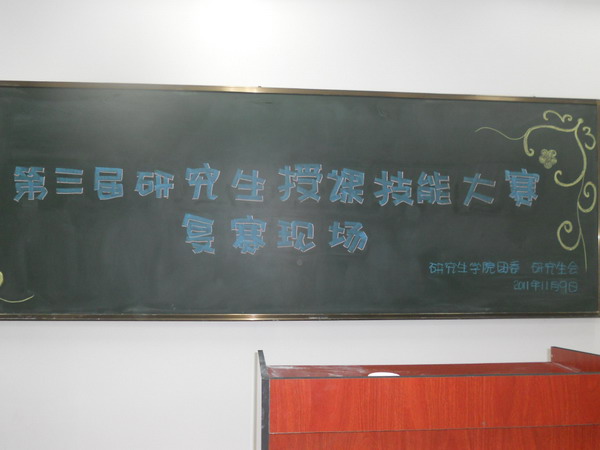 第三届研究生授课技能大赛
复赛现场
研究生学院团委 研究生会
2011年11月9日